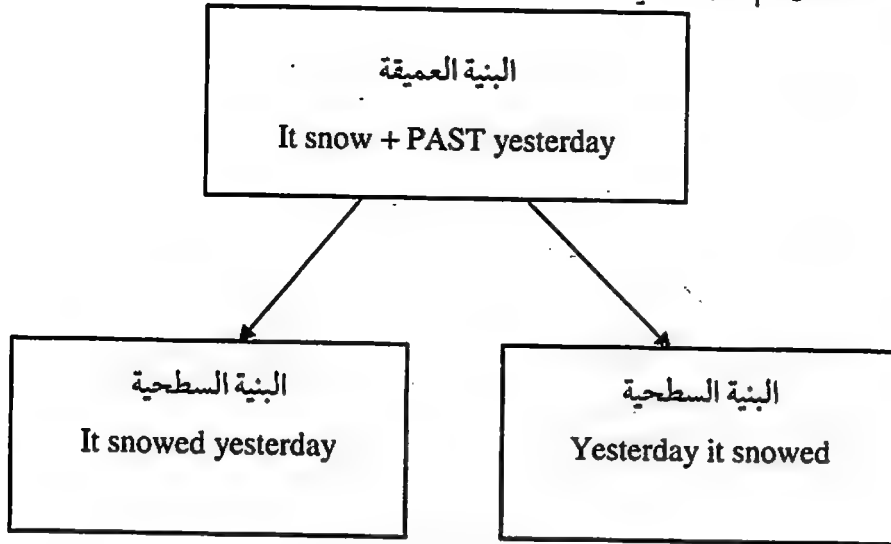 البنية العميقة
It snow + PAST yesterday
البنية السطحية
It snowed yesterday
البنية السطحية
Yesterday it snowed